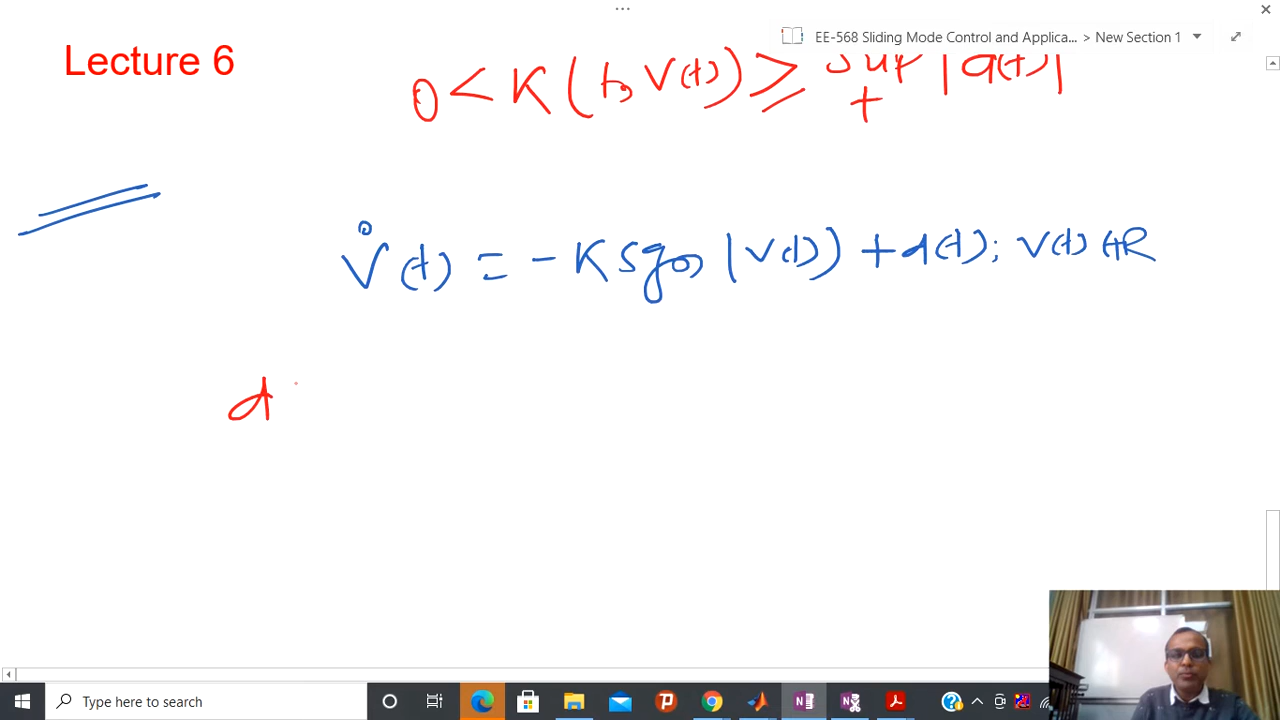 EE-568 Sliding Mode Control and Applica... > New Section 1
Lecture 6
0 < K(t, V(t)) ≥ Sup |d(t)|
t
V̇(t) = -K sgn (V(t)) + d(t); V(t) ∈ R
d
Type here to search